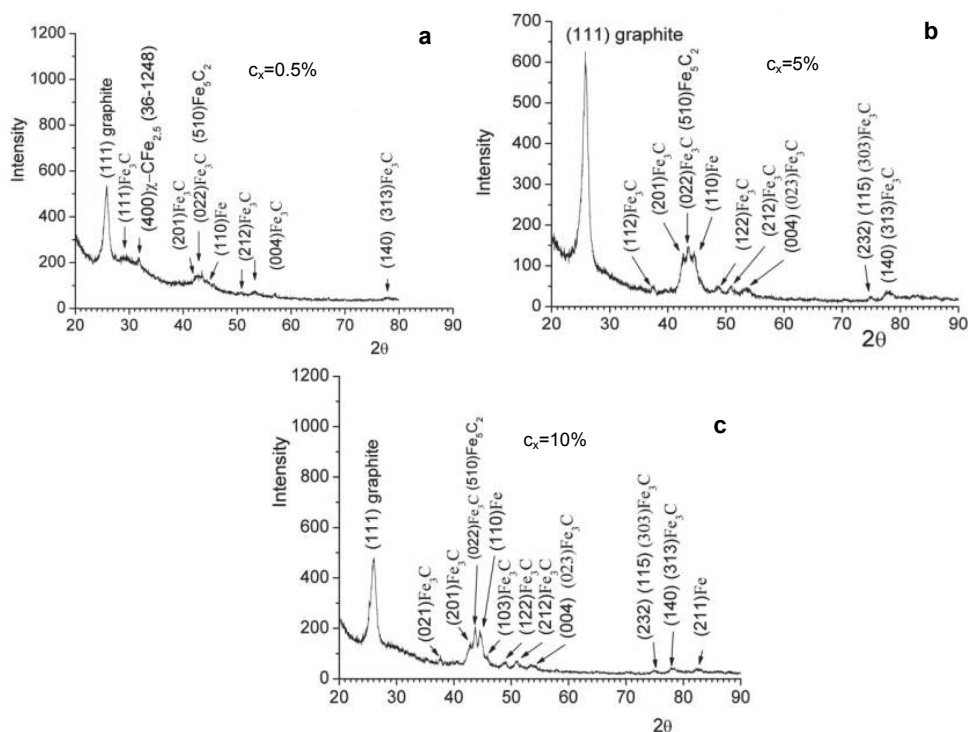 a
c_x=0.5%
Intensity
1200
1000
800
600
400
200
0
(111) graphite
(111)Fe₃C
(400)χ–CFe₂.₅ (36-1248)
(201)Fe₃C
(022)Fe₃C (510)Fe₅C₂
(110)Fe
(212)Fe₃C
(004)Fe₃C
(140) (313)Fe₃C
20 30 40 50 60 70 80 90
2θ
b
c_x=5%
Intensity
700
600
500
400
300
200
100
0
(111) graphite
(112)Fe₃C
(201)Fe₃C
(022)Fe₃C (510)Fe₅C₂
(110)Fe
(122)Fe₃C
(212)Fe₃C
(004) (023)Fe₃C
(232) (115) (303)Fe₃C
(140) (313)Fe₃C
20 30 40 50 60 70 80 90
2θ
c
c_x=10%
Intensity
1200
1000
800
600
400
200
0
(111) graphite
(021)Fe₃C
(201)Fe₃C
(022)Fe₃C (510)Fe₅C₂
(110)Fe
(103)Fe₃C
(122)Fe₃C
(212)Fe₃C
(004) (023)Fe₃C
(232) (115) (303)Fe₃C
(140) (313)Fe₃C
(211)Fe
20 30 40 50 60 70 80 90
2θ